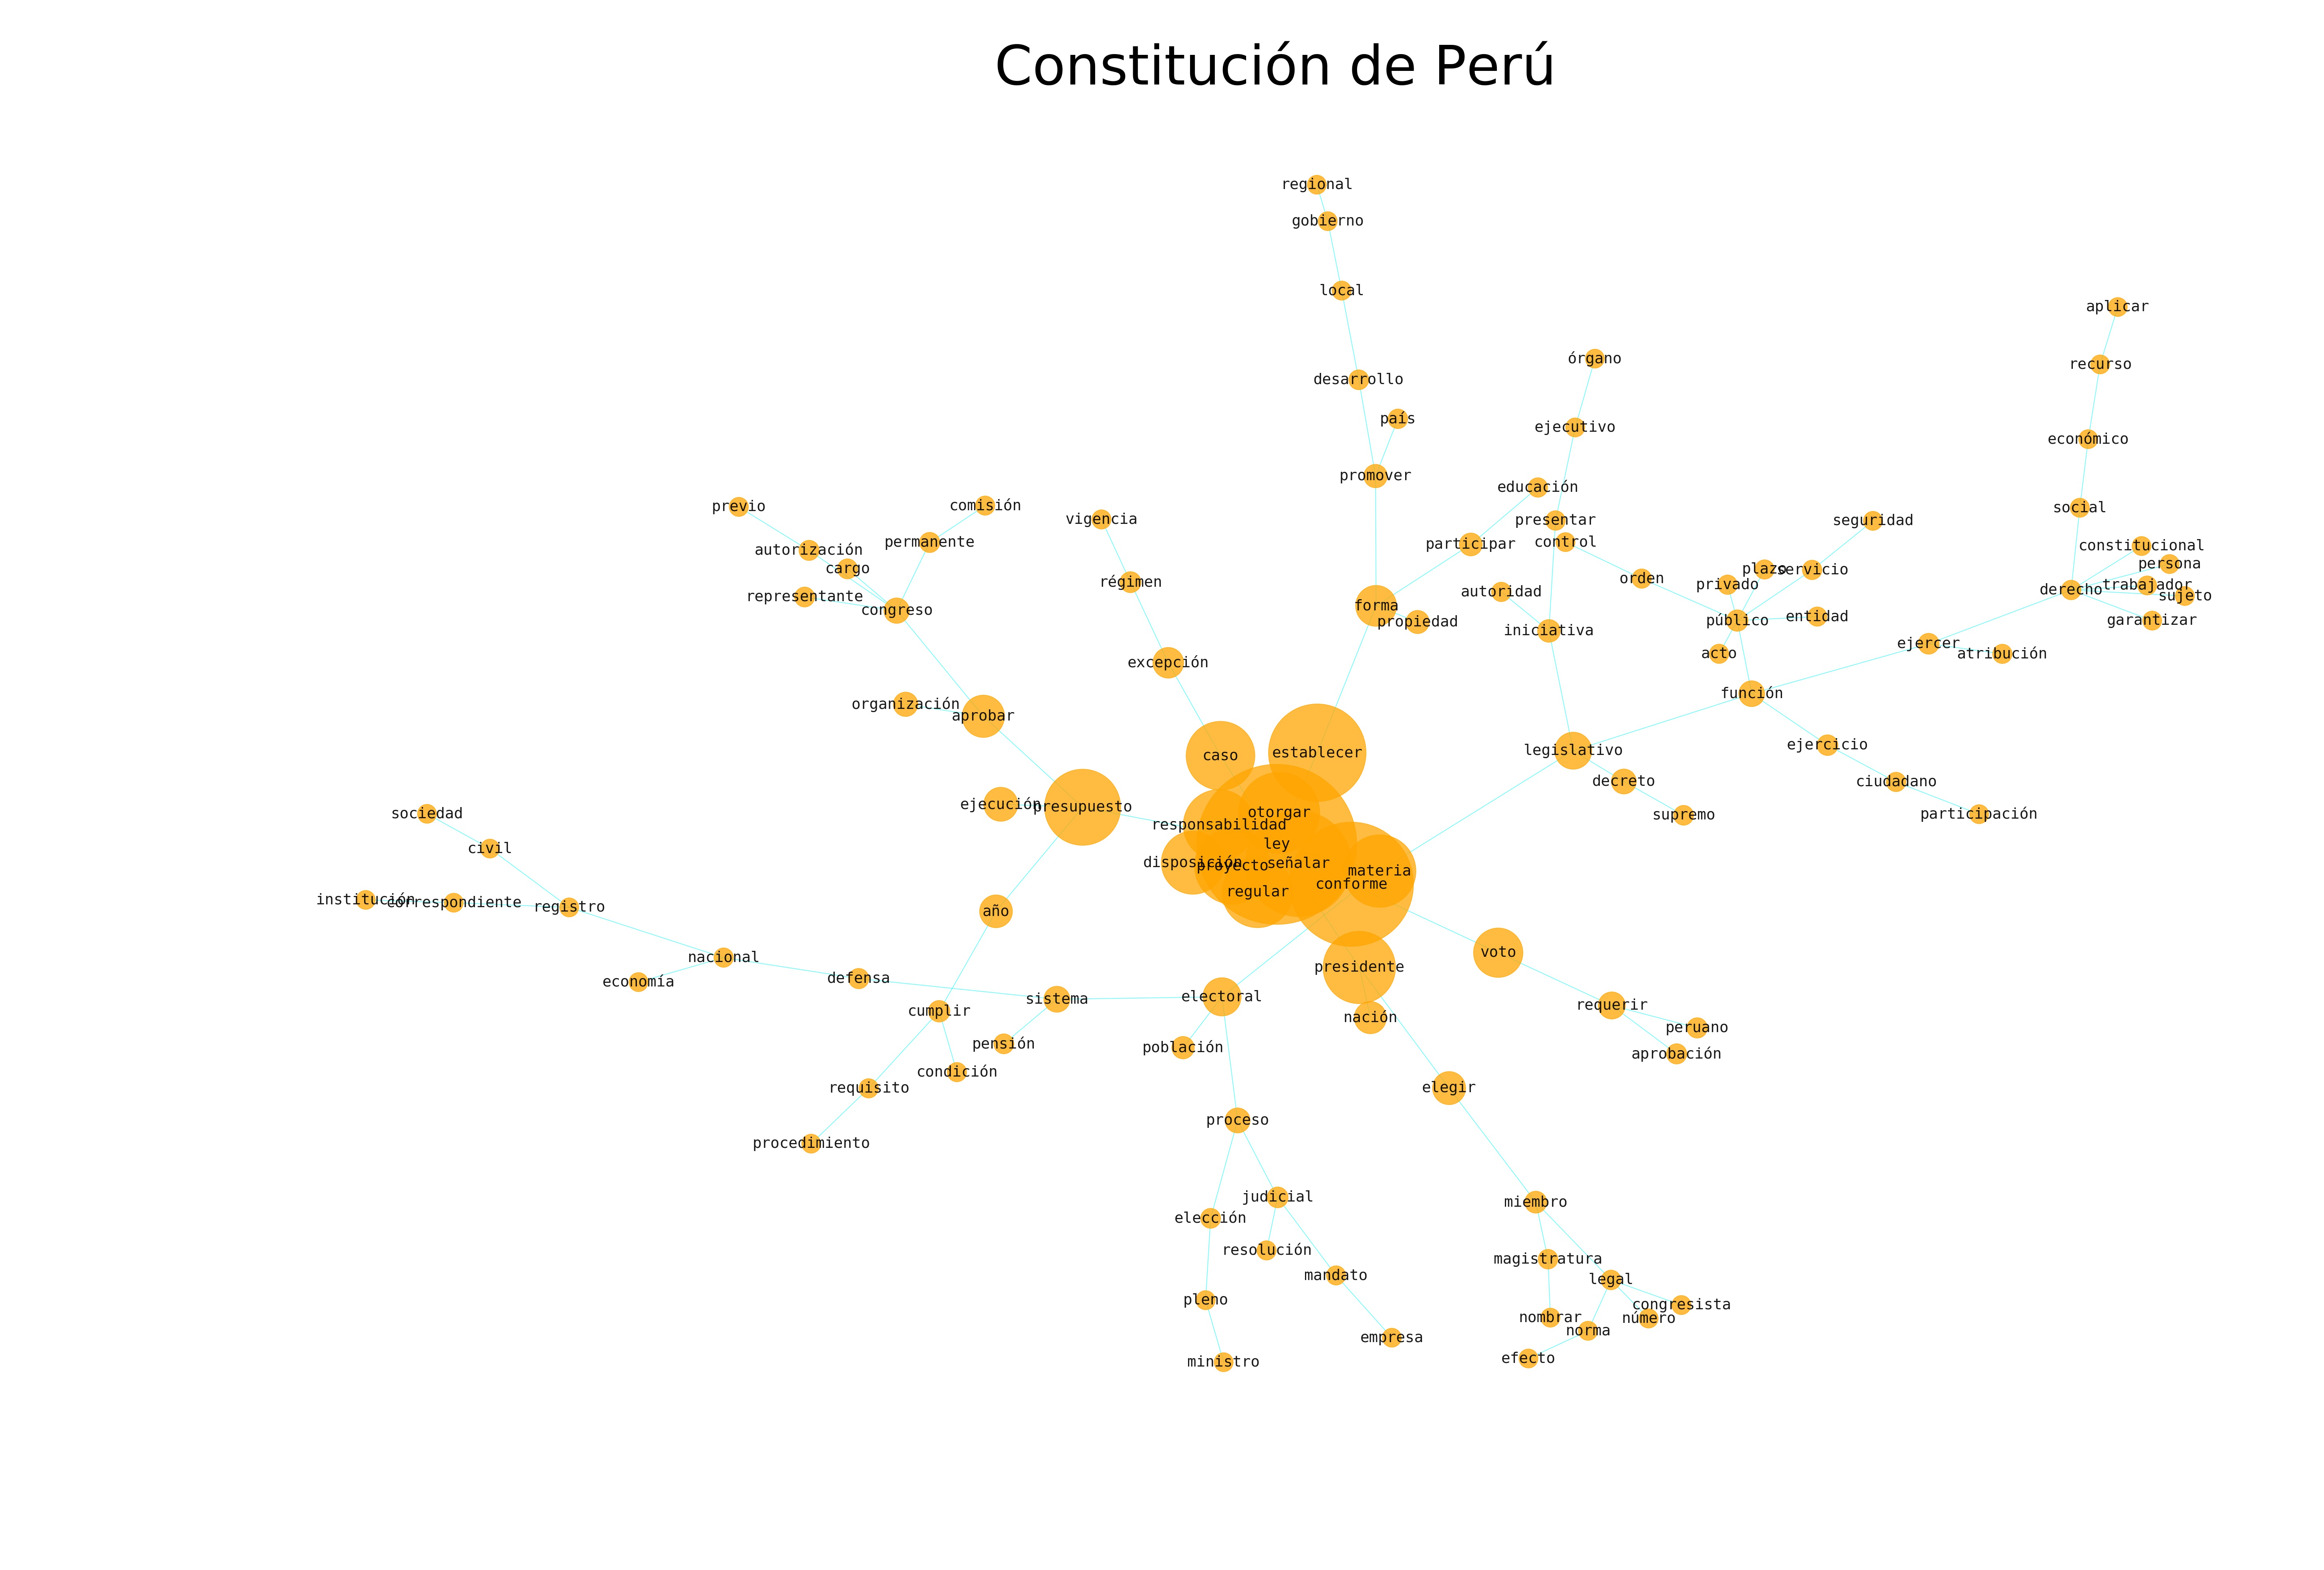 Constitución de Perú
regional
gobierno
local
aplicar
órgano
recurso
desarrollo
país
ejecutivo
económico
promover
educación
previo
comisión
social
vigencia
presentar
seguridad
permanente
participar
control
constitucional
autorización
persona
cargo
plazo
servicio
orden
régimen
privado
trabajador
derecho
autoridad
sujeto
representante
congreso
forma
entidad
propiedad
público
garantizar
iniciativa
ejercer
acto
atribución
excepción
función
organización
aprobar
ejercicio
legislativo
establecer
caso
decreto
ciudadano
ejecución
presupuesto
otorgar
sociedad
participación
supremo
responsabilidad
ley
civil
disposición
proyecto
señalar
materia
conforme
regular
institución
correspondiente
registro
año
voto
nacional
presidente
defensa
economía
electoral
sistema
requerir
cumplir
nación
peruano
pensión
población
aprobación
condición
requisito
elegir
proceso
procedimiento
judicial
miembro
elección
resolución
magistratura
mandato
legal
pleno
congresista
nombrar
número
norma
empresa
efecto
ministro